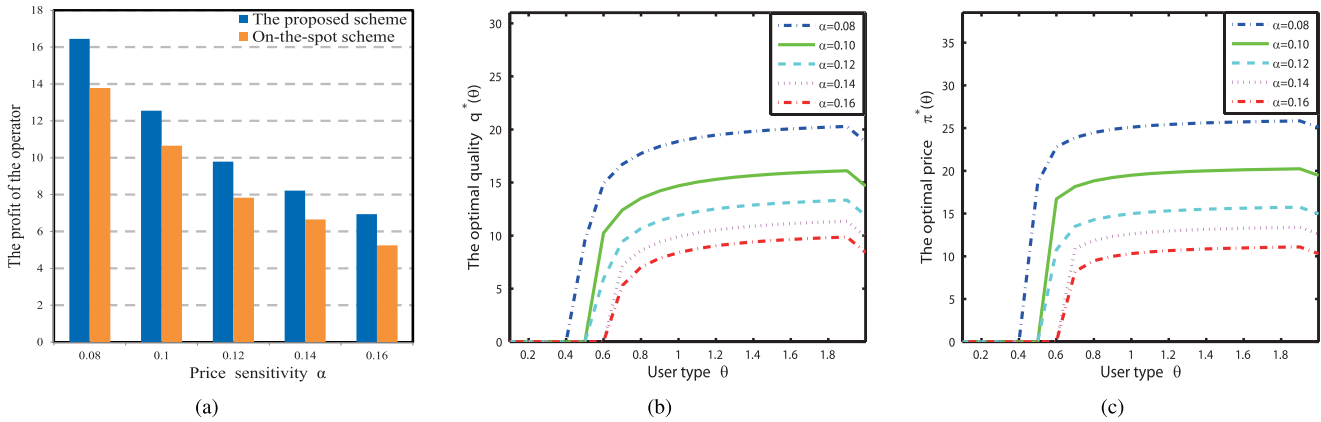 The proposed scheme
On-the-spot scheme
The profit of the operator
18
16
14
12
10
8
6
4
2
0
0.08
0.1
0.12
0.14
0.16
Price sensitivity α
(a)
α=0.08
α=0.10
α=0.12
α=0.14
α=0.16
The optimal quality q*(θ)
30
25
20
15
10
5
0
0.2
0.4
0.6
0.8
1
1.2
1.4
1.6
1.8
User type θ
(b)
α=0.08
α=0.10
α=0.12
α=0.14
α=0.16
The optimal price π*(θ)
35
30
25
20
15
10
5
0
0.2
0.4
0.6
0.8
1
1.2
1.4
1.6
1.8
User type θ
(c)